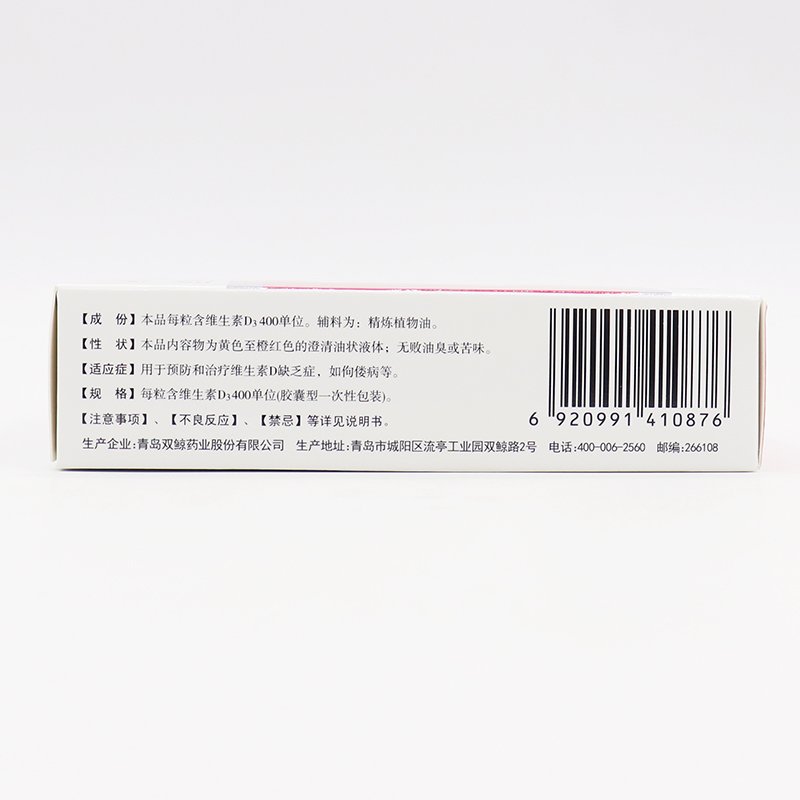 【成 份】本品每粒含维生素D₃400单位。辅料为:精炼植物油。
【性 状】本品内容物为黄色至橙红色的澄清油状液体;无败油臭或苦味。
【适应症】用于预防和治疗维生素D缺乏症,如佝偻病等。
【规 格】每粒含维生素D₃400单位(胶囊型一次性包装)。
【注意事项】、【不良反应】、【禁忌】等详见说明书。
生产企业:青岛双鲸药业股份有限公司 生产地址:青岛市城阳区流亭工业园双鲸路2号 电话:400-006-2560 邮编:266108
6 920991 410876